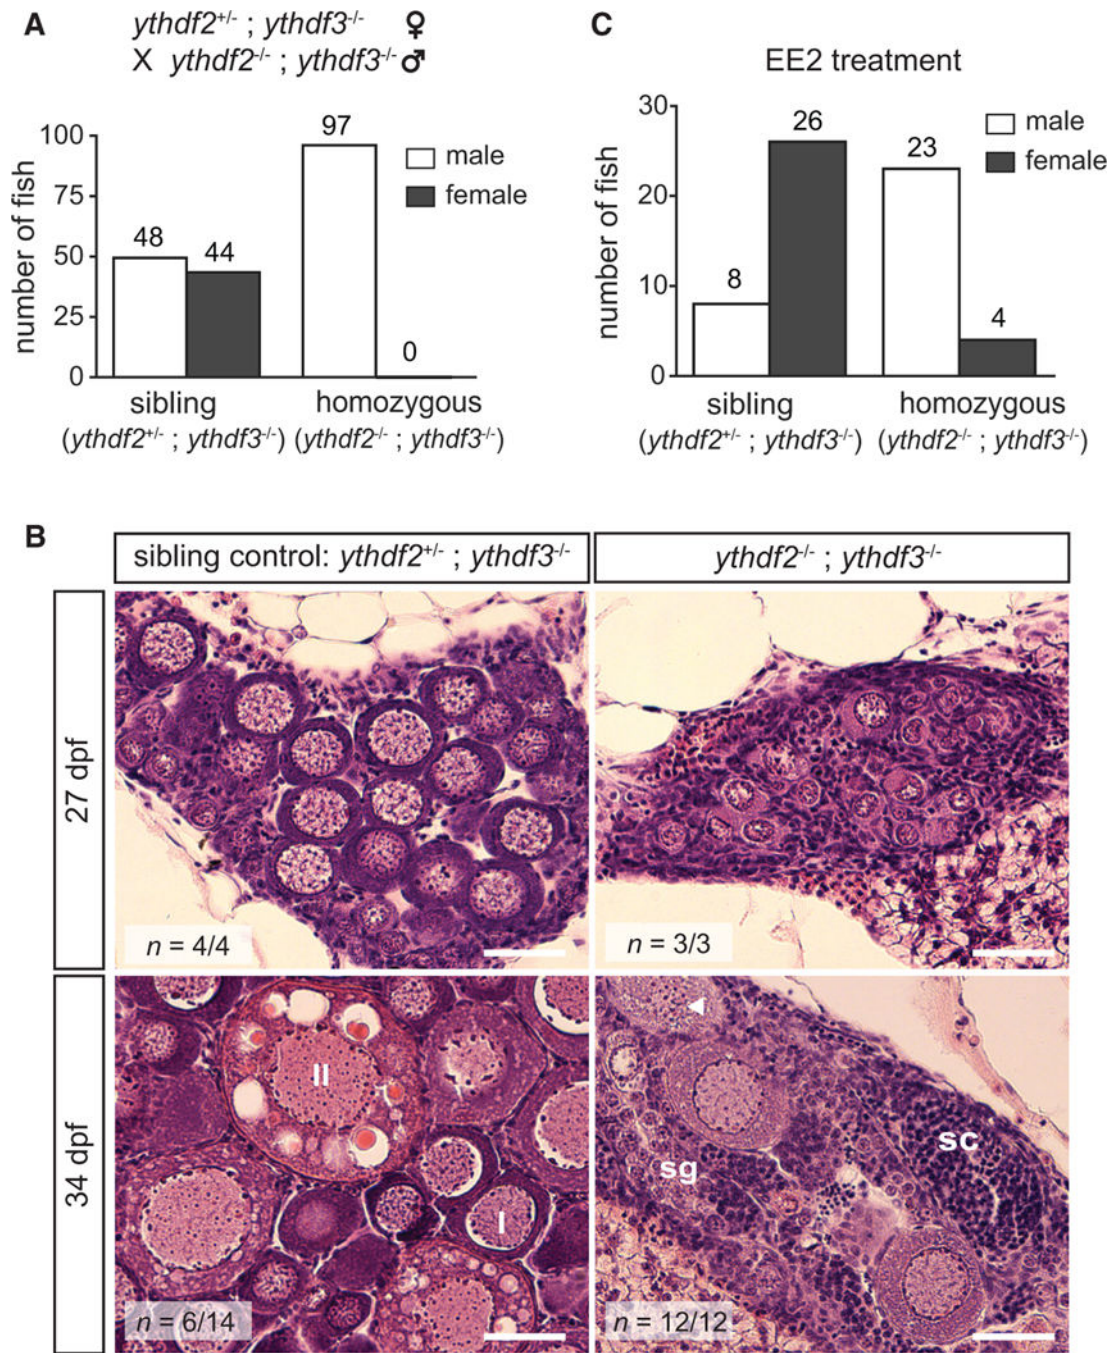 A
ythdf2+/- ; ythdf3-/- ♀
X ythdf2-/- ; ythdf3-/- ♂
number of fish
100
75
50
25
0
48
44
97
0
male
female
sibling
(ythdf2+/- ; ythdf3-/-)
homozygous
(ythdf2-/- ; ythdf3-/-)
C
EE2 treatment
number of fish
30
20
10
0
8
26
23
4
male
female
sibling
(ythdf2+/- ; ythdf3-/-)
homozygous
(ythdf2-/- ; ythdf3-/-)
B
sibling control: ythdf2+/- ; ythdf3-/-
ythdf2-/- ; ythdf3-/-
27 dpf
n = 4/4
n = 3/3
34 dpf
II
I
n = 6/14
sg
sc
n = 12/12